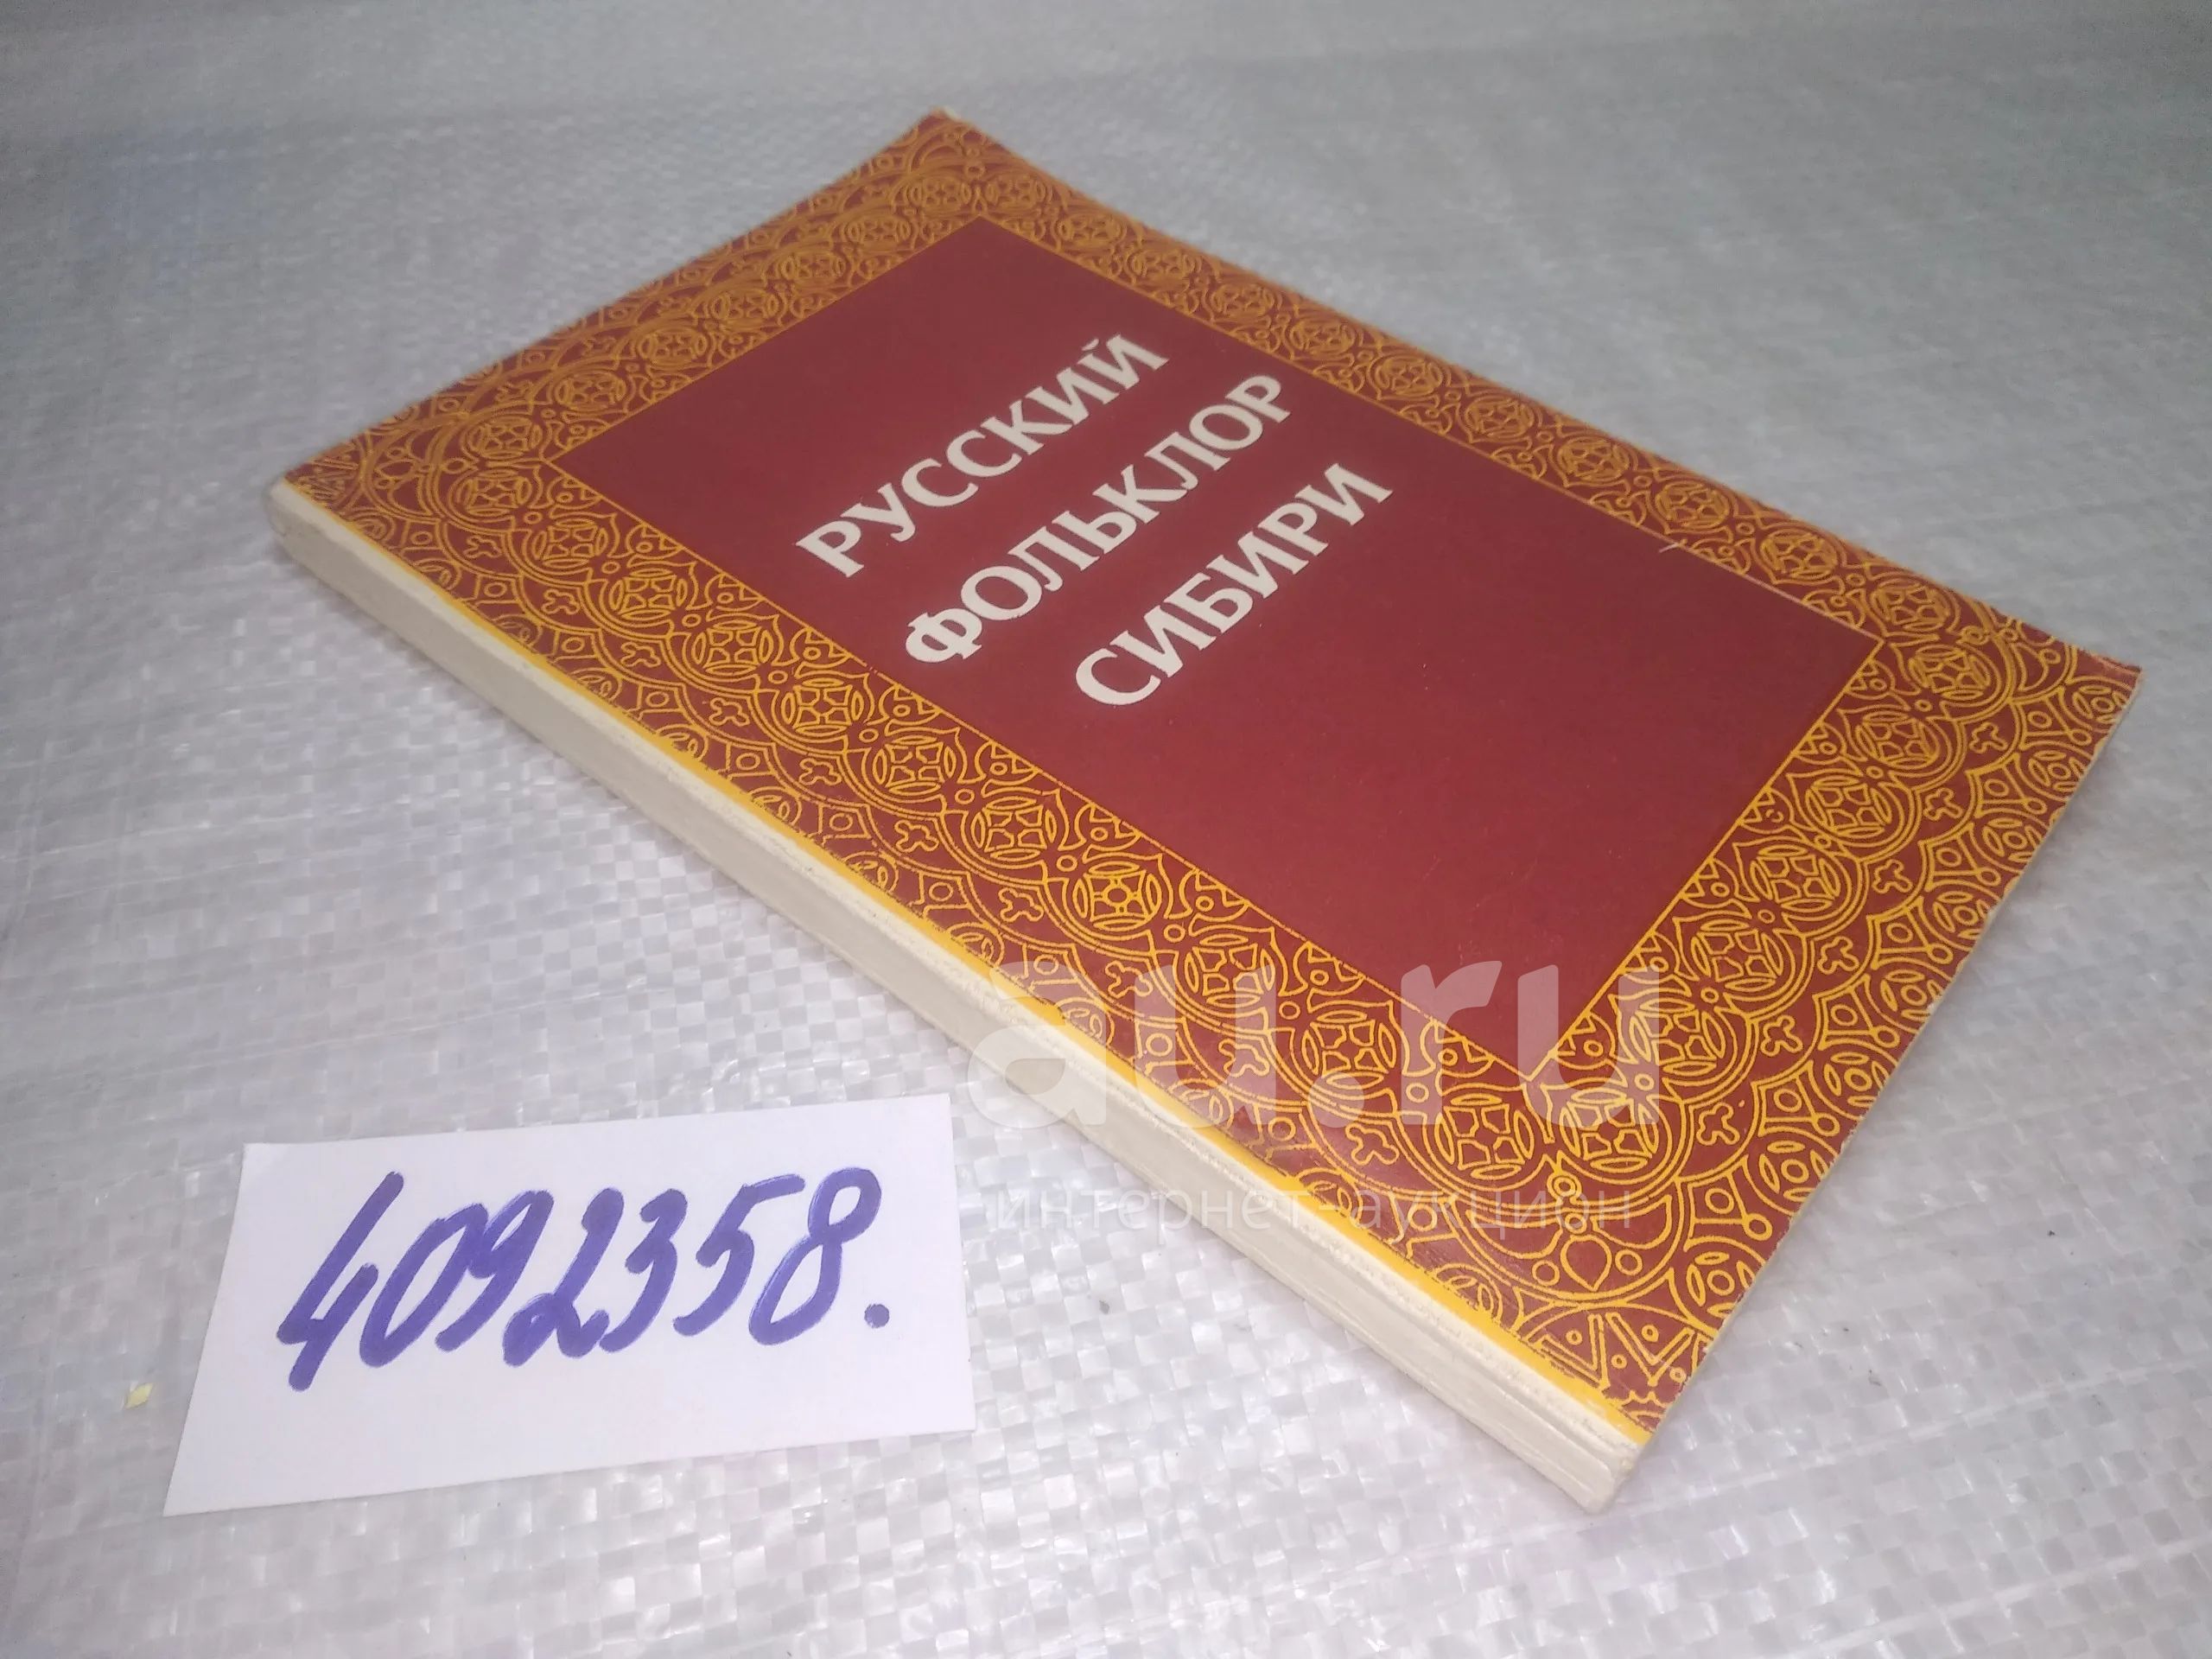 РУССКИЙ
ФОЛЬКЛОР
СИБИРИ
au.ru
интернет-аукцион
4092358.